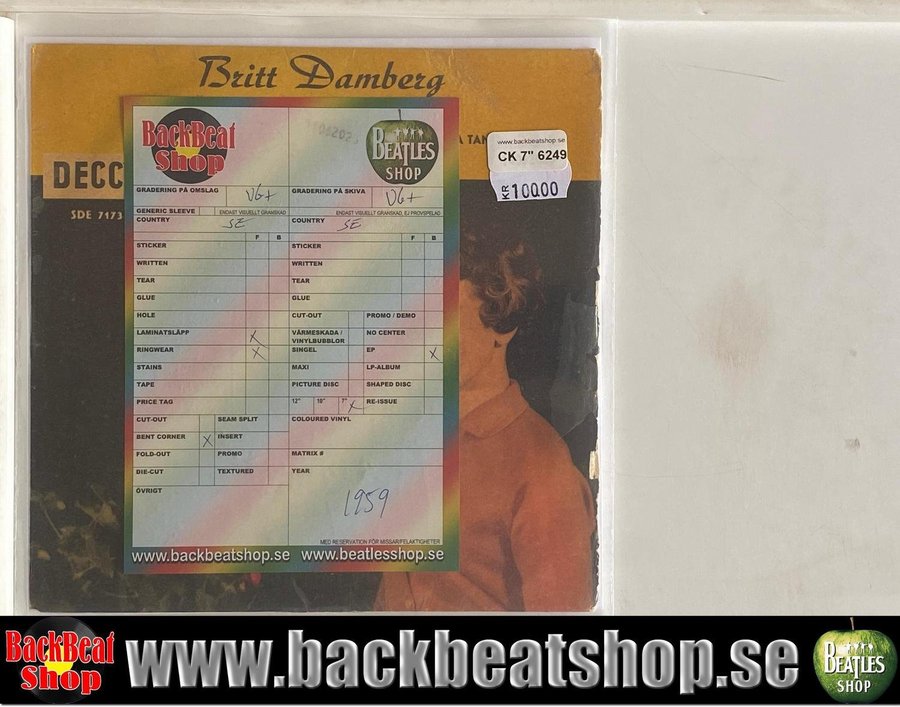 Britt Damberg
A TAN
DECC
SDE 7173
www.backbeatshop.se
CK 7" 6249
KR 100.00
BackBeat Shop
BEATLES SHOP
GRADERING PÅ OMSLAG VG+ GRADERING PÅ SKIVA VG+
GENERIC SLEEVE ENDAST VISUELLT GRANSKAD ENDAST VISUELLT GRANSKAD, EJ PROVSPELAD
COUNTRY SE COUNTRY SE
F B F B
STICKER STICKER
WRITTEN WRITTEN
TEAR TEAR
GLUE GLUE
HOLE CUT-OUT PROMO / DEMO
LAMINATSLÄPP X VÄRMESKADA / VINYLBUBBLOR NO CENTER
RINGWEAR X SINGEL EP X
STAINS MAXI LP-ALBUM
TAPE PICTURE DISC SHAPED DISC
PRICE TAG 12" 10" 7" X RE-ISSUE
CUT-OUT SEAM SPLIT COLOURED VINYL
BENT CORNER X INSERT
FOLD-OUT PROMO MATRIX #
DIE-CUT TEXTURED YEAR
ÖVRIGT 1959
MED RESERVATION FÖR MISSAR/FELAKTIGHETER
www.backbeatshop.se www.beatlesshop.se
BackBeat Shop www.backbeatshop.se BEATLES SHOP